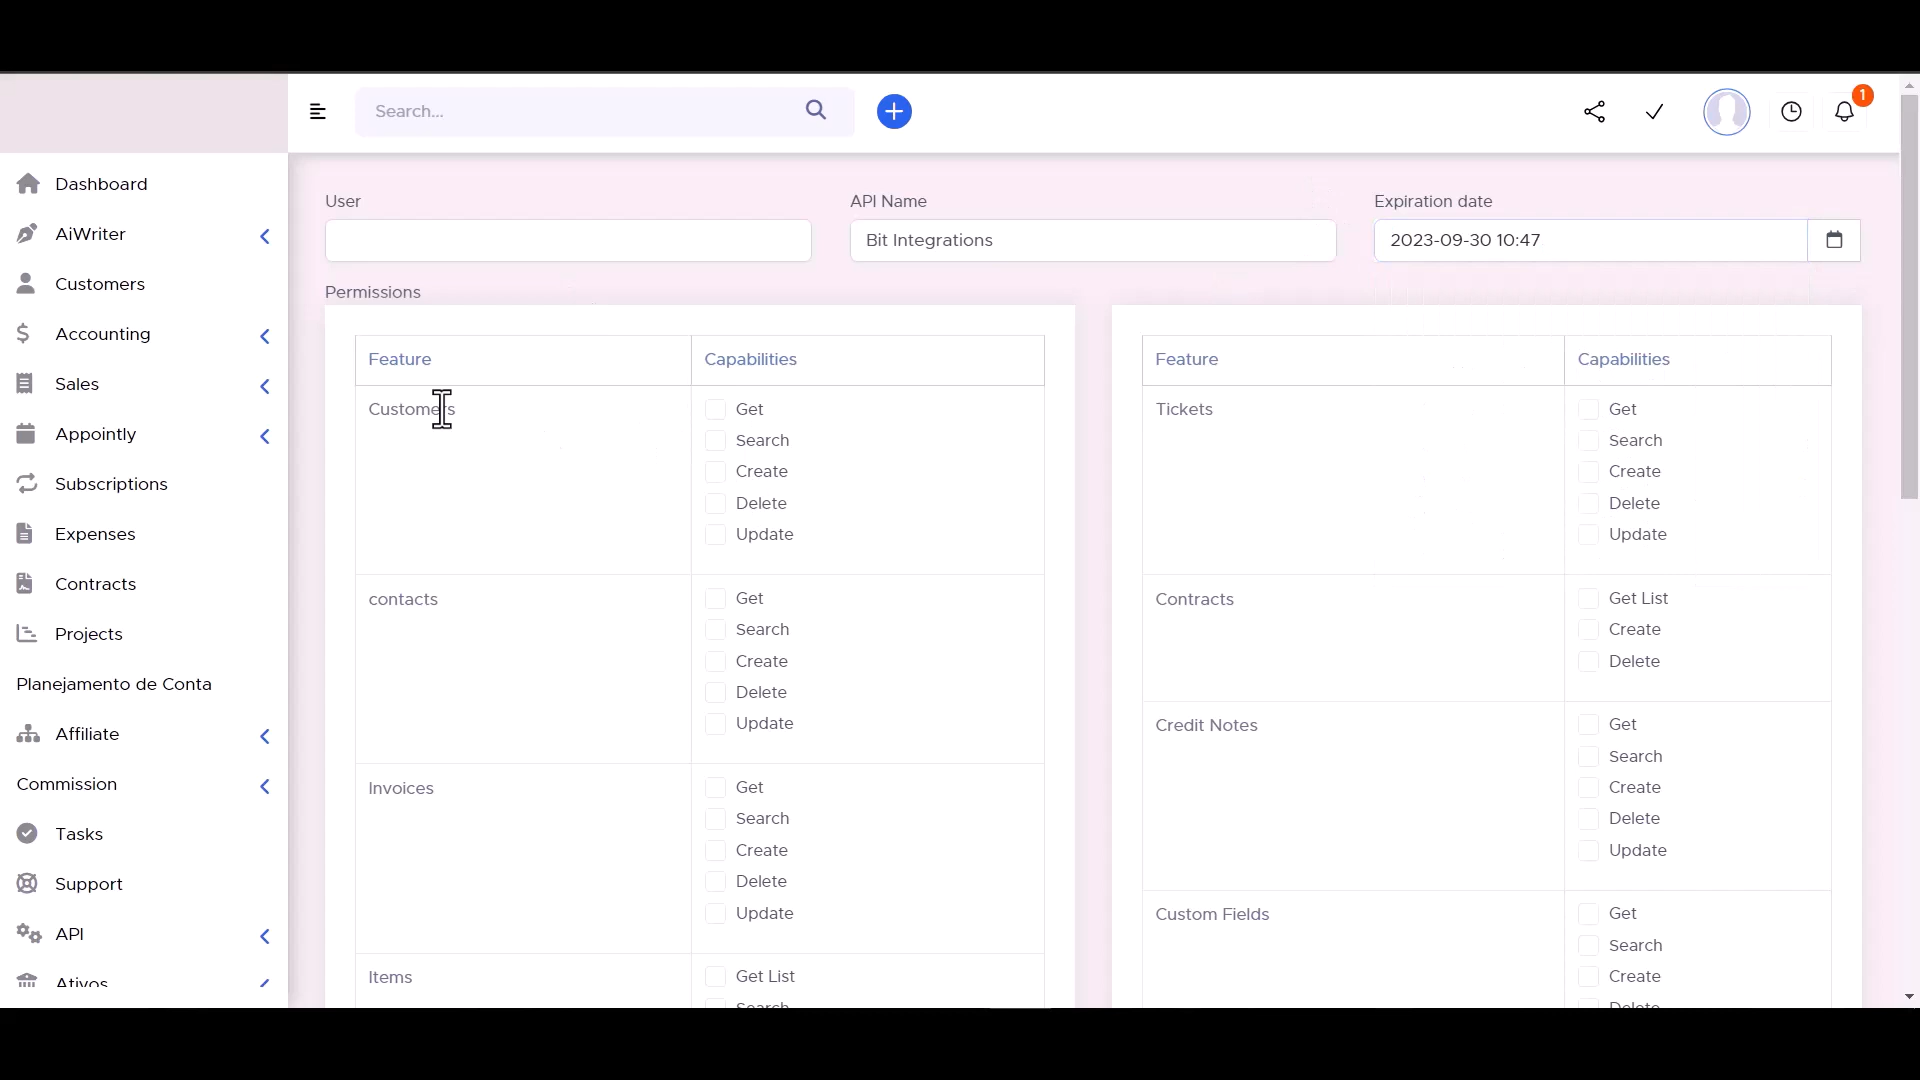 Search...
1
Dashboard
AiWriter
Customers
Accounting
Sales
Appointly
Subscriptions
Expenses
Contracts
Projects
Planejamento de Conta
Affiliate
Commission
Tasks
Support
API
Ativos
User
API Name
Bit Integrations
Expiration date
2023-09-30 10:47
Permissions
Feature Capabilities
Customers
Get
Search
Create
Delete
Update
contacts
Get
Search
Create
Delete
Update
Invoices
Get
Search
Create
Delete
Update
Items
Get List
Search
Feature Capabilities
Tickets
Get
Search
Create
Delete
Update
Contracts
Get List
Create
Delete
Credit Notes
Get
Search
Create
Delete
Update
Custom Fields
Get
Search
Create
Delete